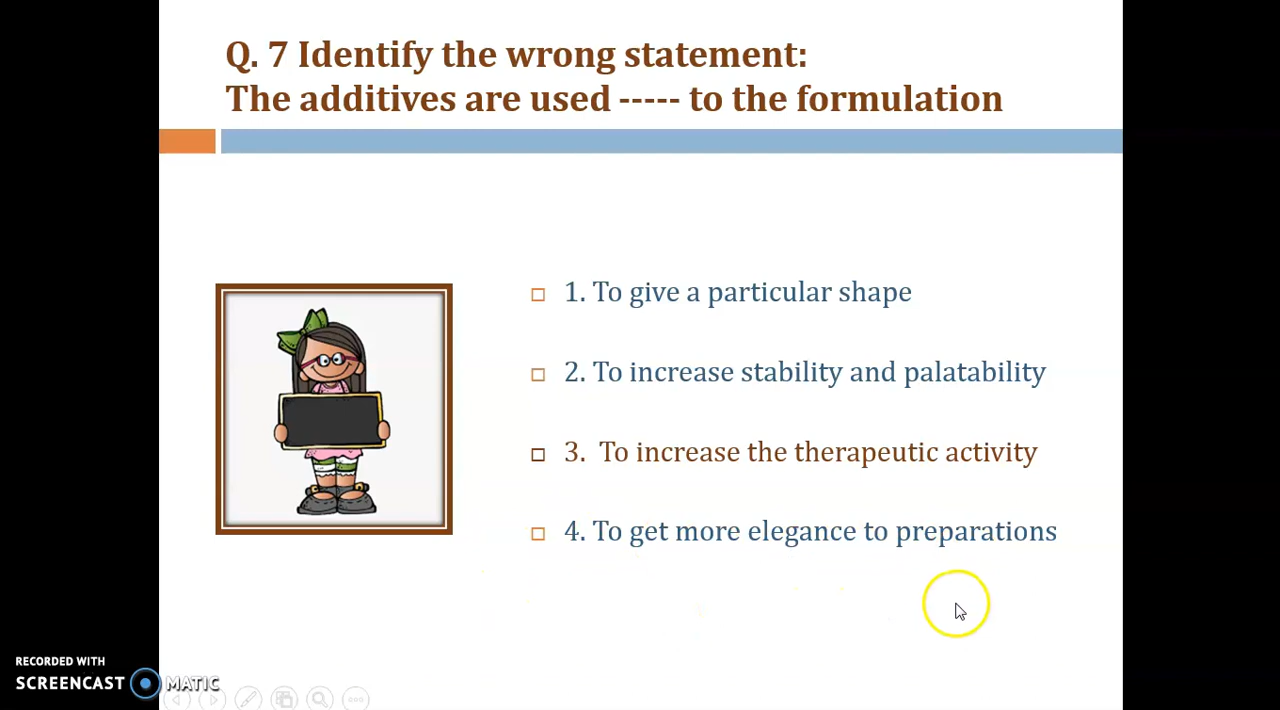 Q. 7 Identify the wrong statement:
The additives are used ----- to the formulation
1. To give a particular shape
2. To increase stability and palatability
3. To increase the therapeutic activity
4. To get more elegance to preparations
RECORDED WITH
SCREENCAST MATIC